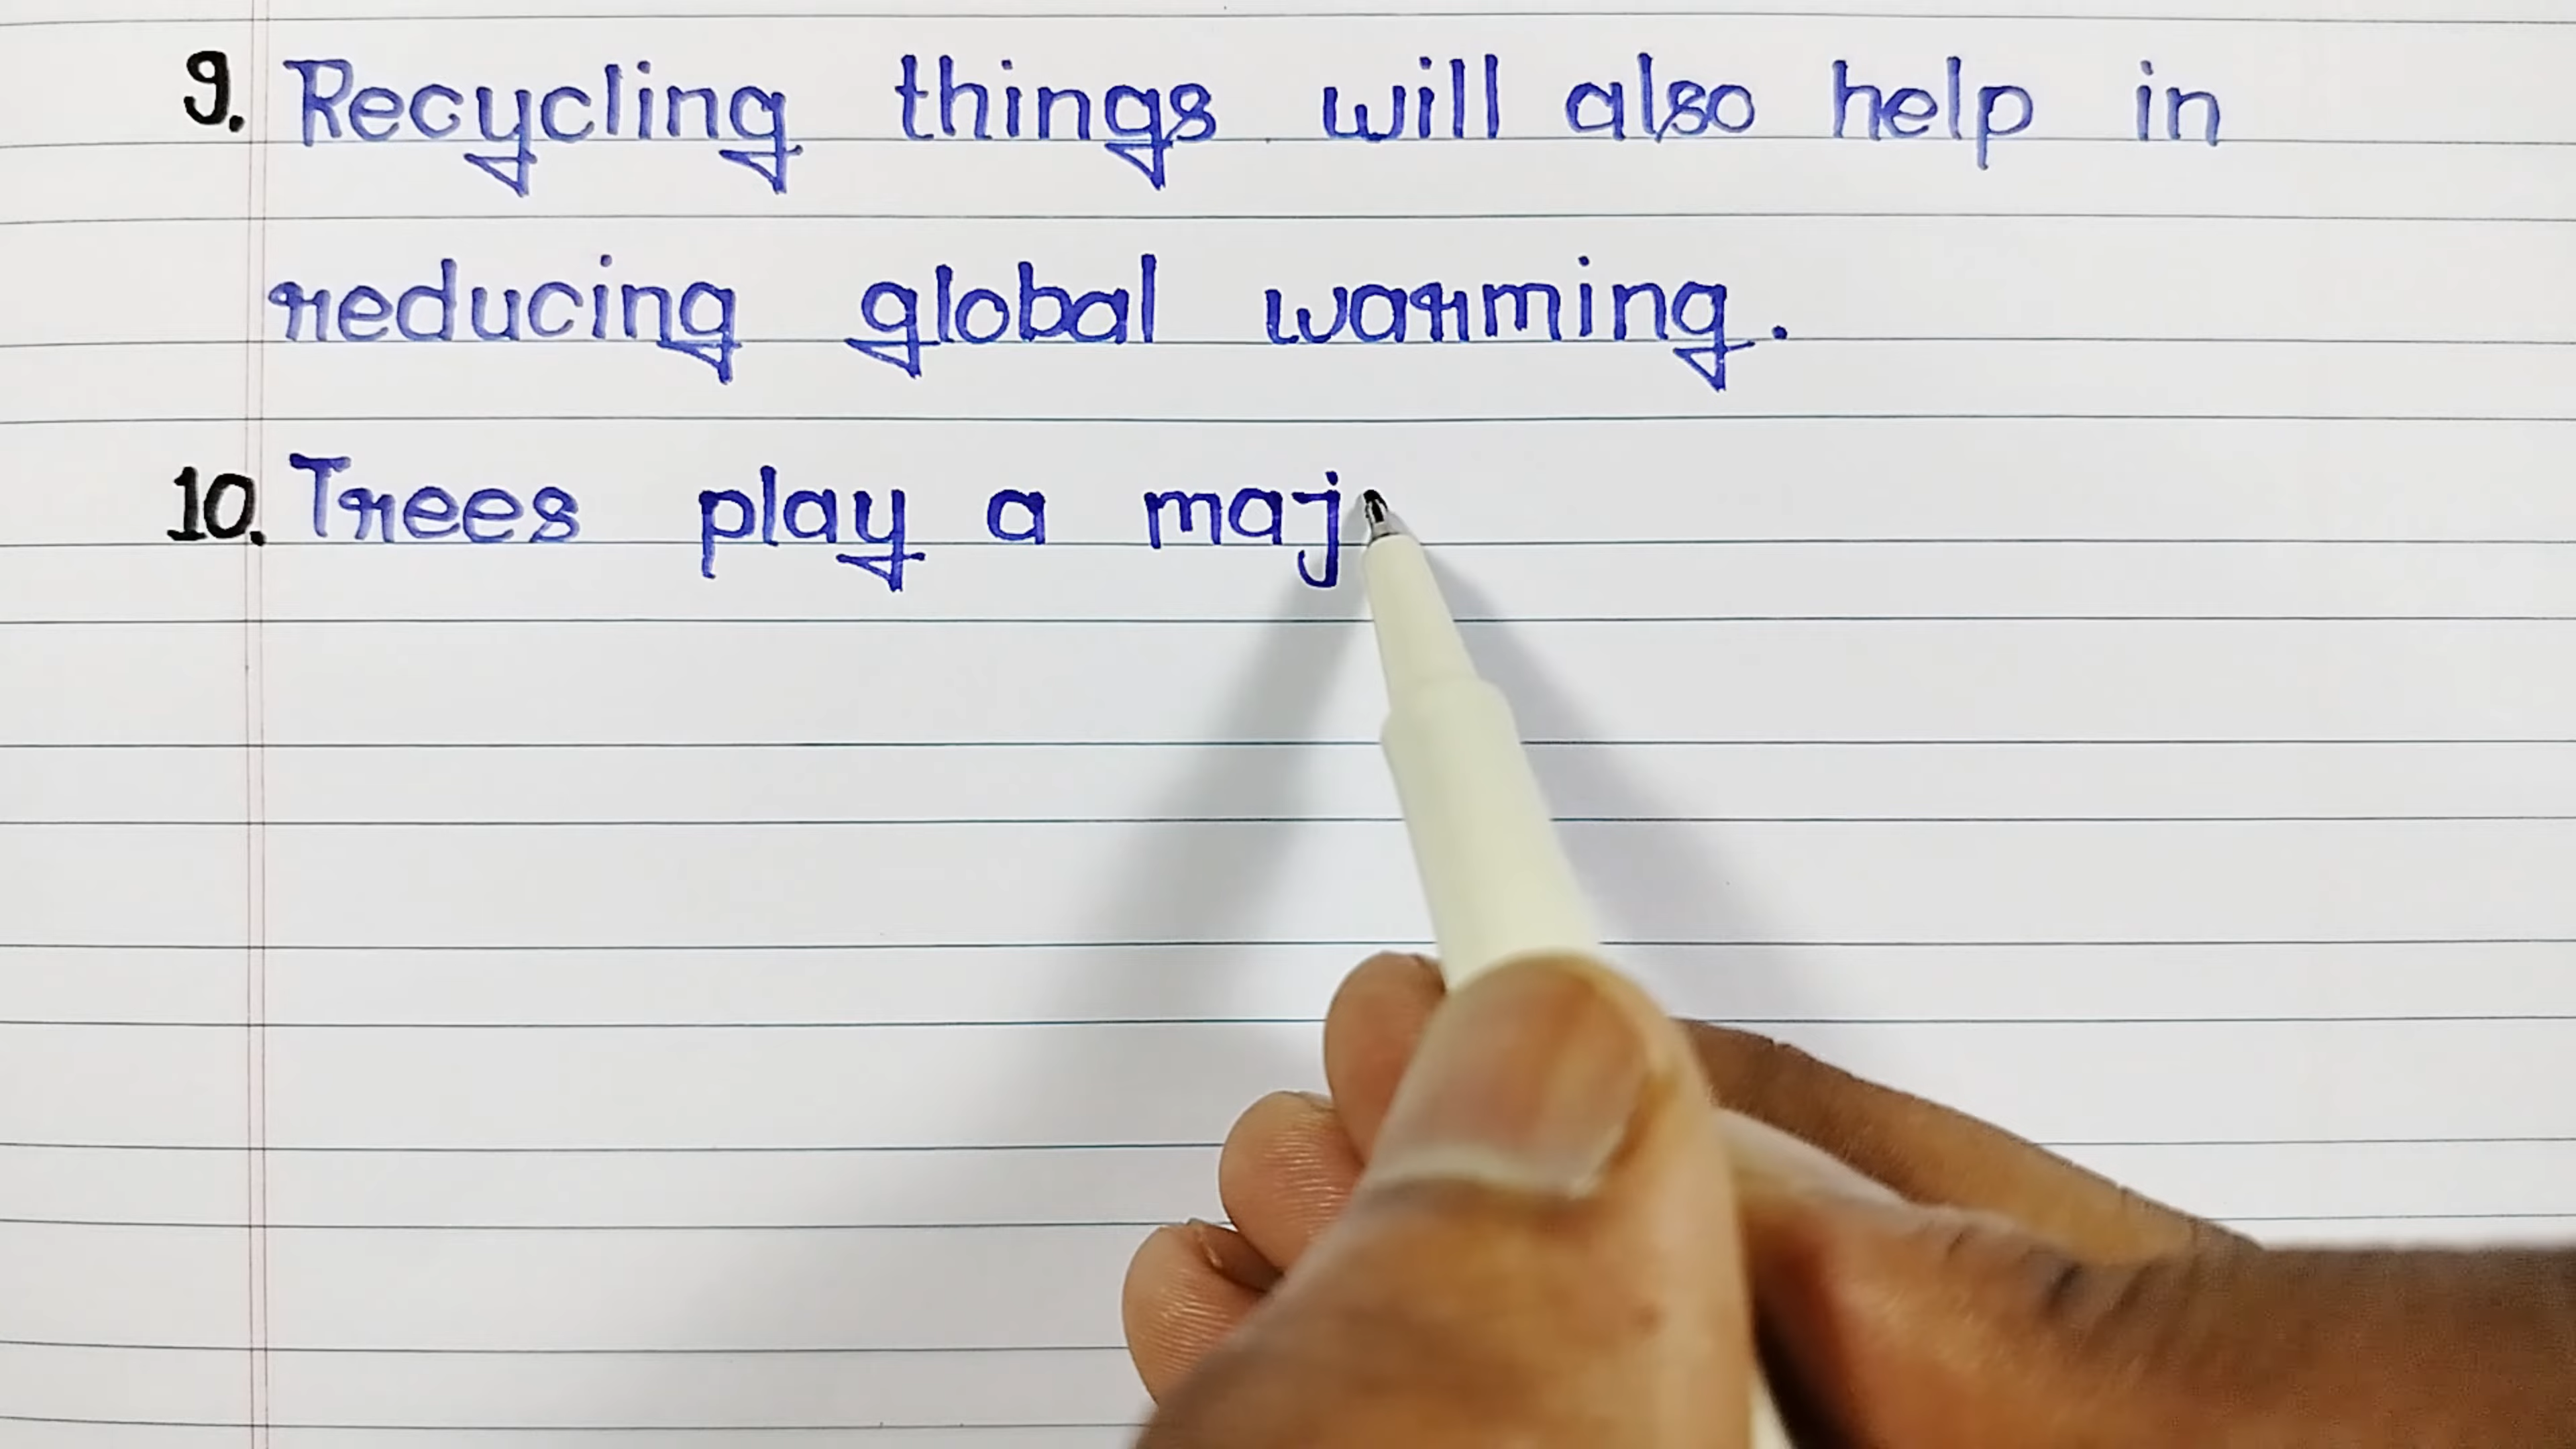 9. Recycling things will also help in
reducing global warming.
10. Trees play a maj